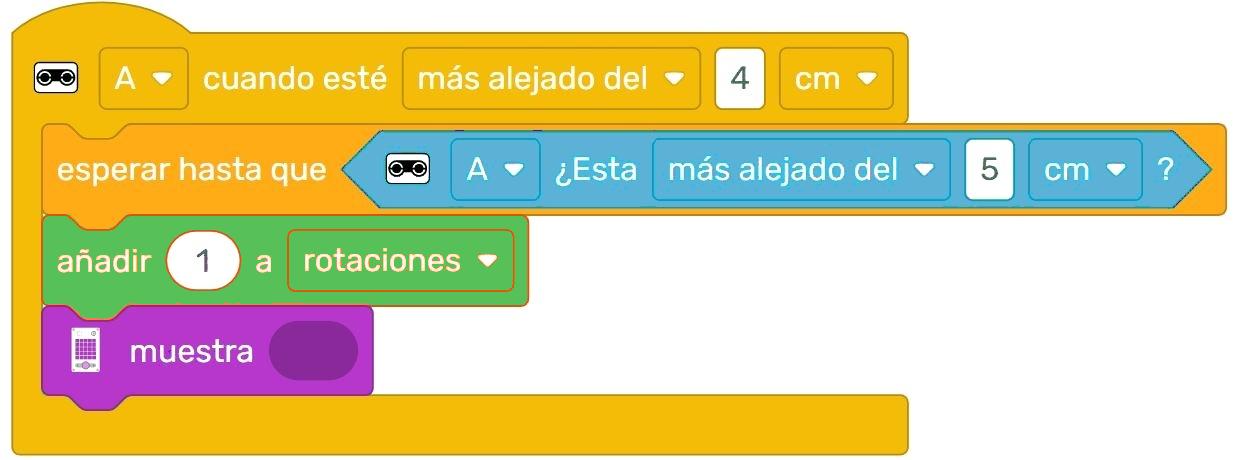 A cuando esté más alejado del 4 cm
esperar hasta que A ¿Esta más alejado del 5 cm ?
añadir 1 a rotaciones
muestra